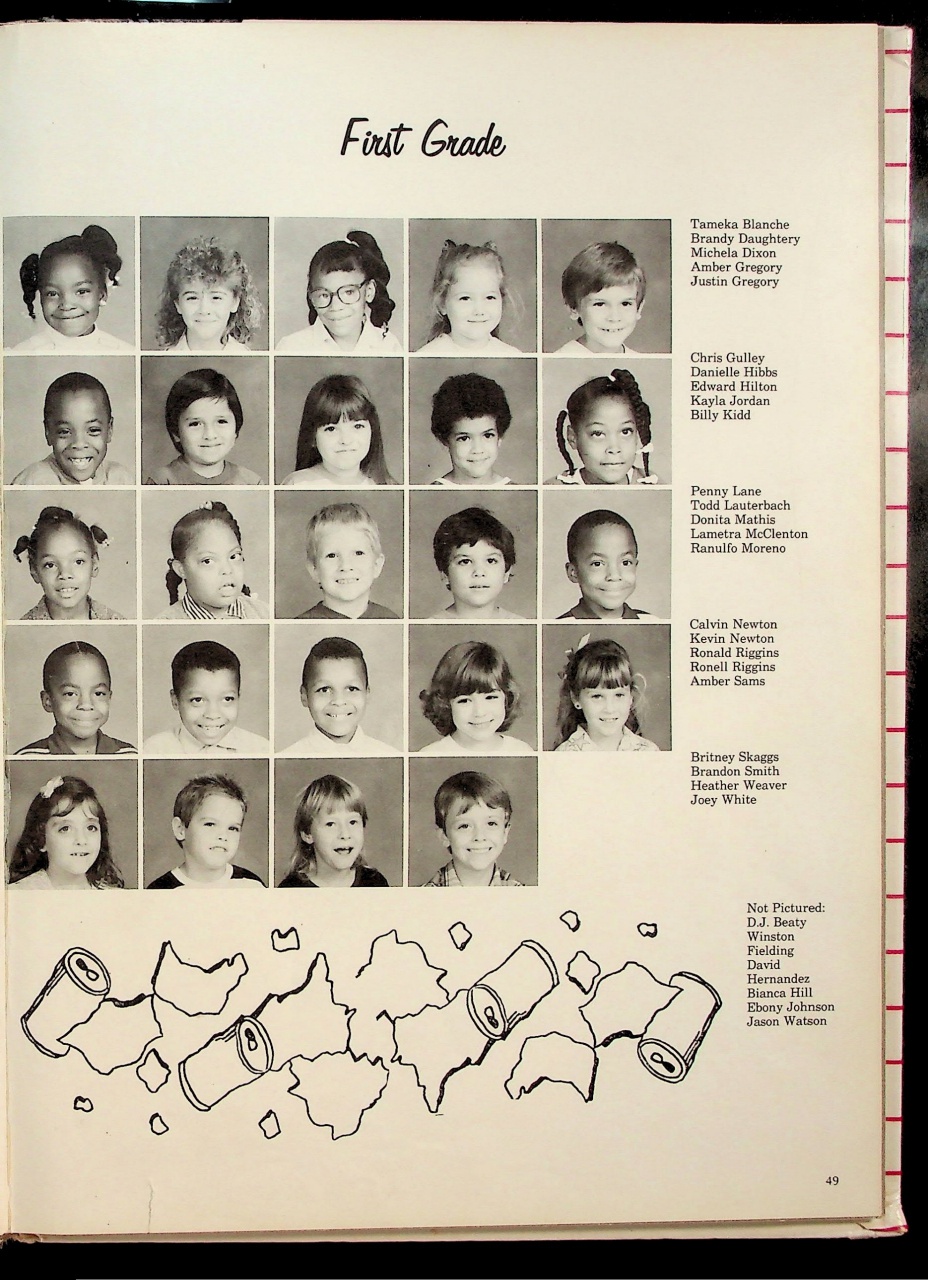 First Grade
Tameka Blanche
Brandy Daughtery
Michela Dixon
Amber Gregory
Justin Gregory
Chris Gulley
Danielle Hibbs
Edward Hilton
Kayla Jordan
Billy Kidd
Penny Lane
Todd Lauterbach
Donita Mathis
Lametra McClenton
Ranulfo Moreno
Calvin Newton
Kevin Newton
Ronald Riggins
Ronell Riggins
Amber Sams
Britney Skaggs
Brandon Smith
Heather Weaver
Joey White
Not Pictured:
D.J. Beaty
Winston
Fielding
David
Hernandez
Bianca Hill
Ebony Johnson
Jason Watson
49